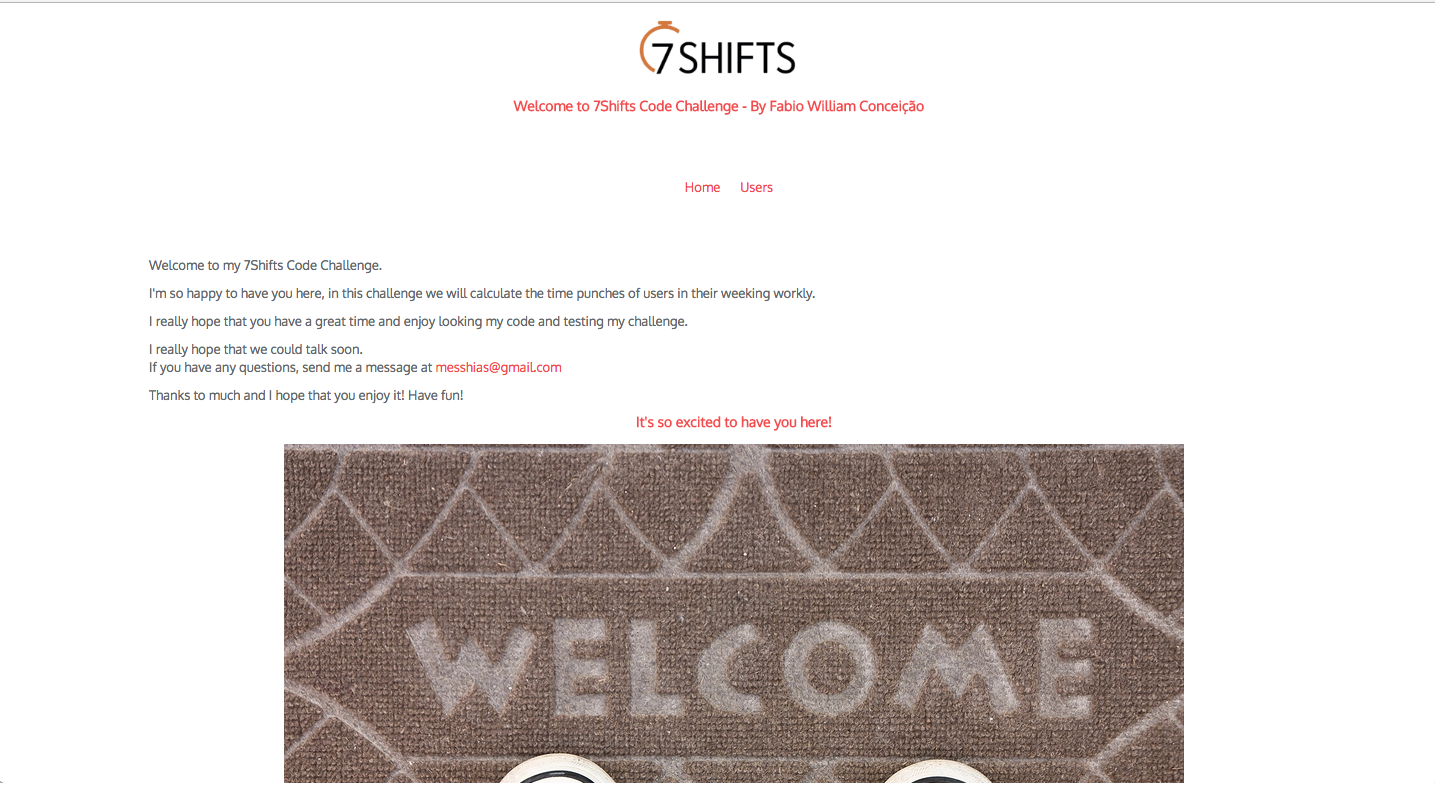 7SHIFTS
Welcome to 7Shifts Code Challenge - By Fabio William Conceição
Home Users
Welcome to my 7Shifts Code Challenge.
I'm so happy to have you here, in this challenge we will calculate the time punches of users in their weeking workly.
I really hope that you have a great time and enjoy looking my code and testing my challenge.
I really hope that we could talk soon.
If you have any questions, send me a message at messhias@gmail.com
Thanks to much and I hope that you enjoy it! Have fun!
It's so excited to have you here!
WELCOME